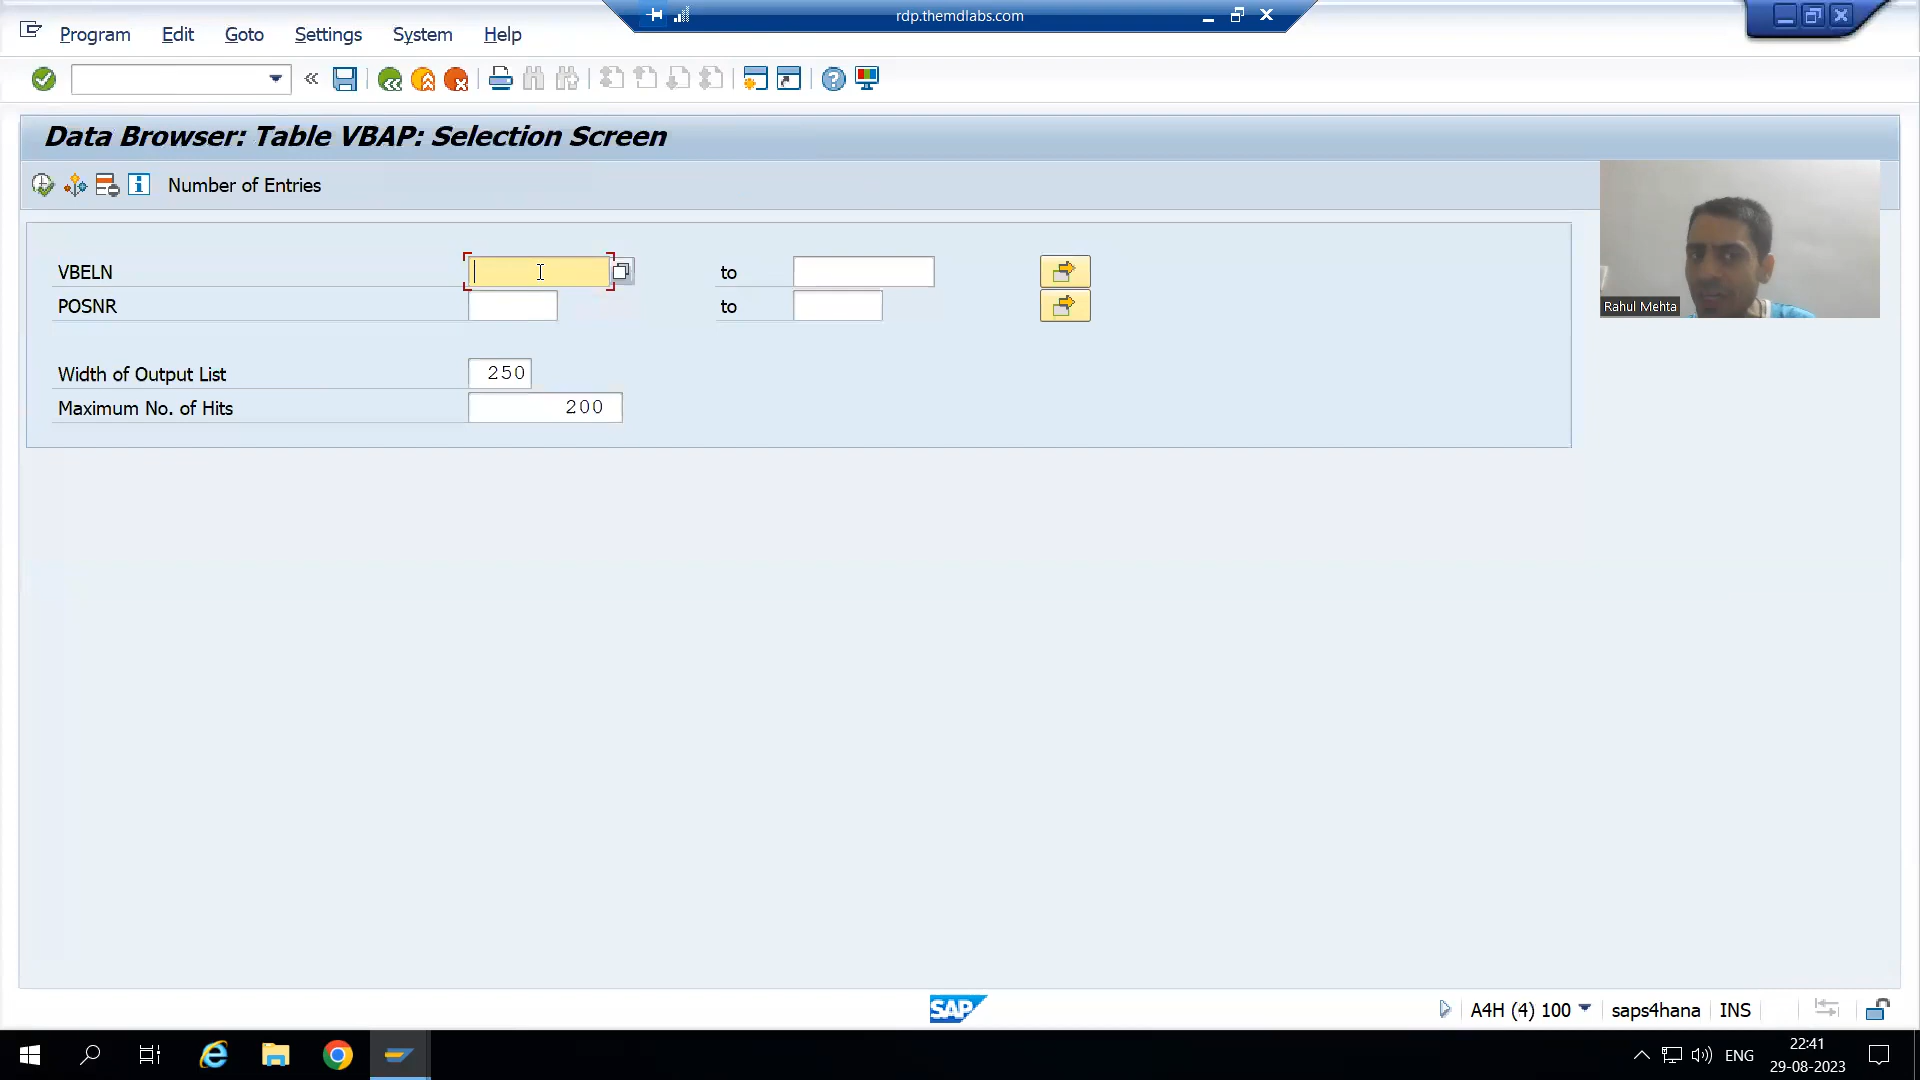 rdp.themdlabs.com
Program Edit Goto Settings System Help
Data Browser: Table VBAP: Selection Screen
Number of Entries
VBELN to
POSNR to
Width of Output List 250
Maximum No. of Hits 200
Rahul Mehta
SAP
A4H (4) 100 saps4hana INS
ENG
22:41
29-08-2023